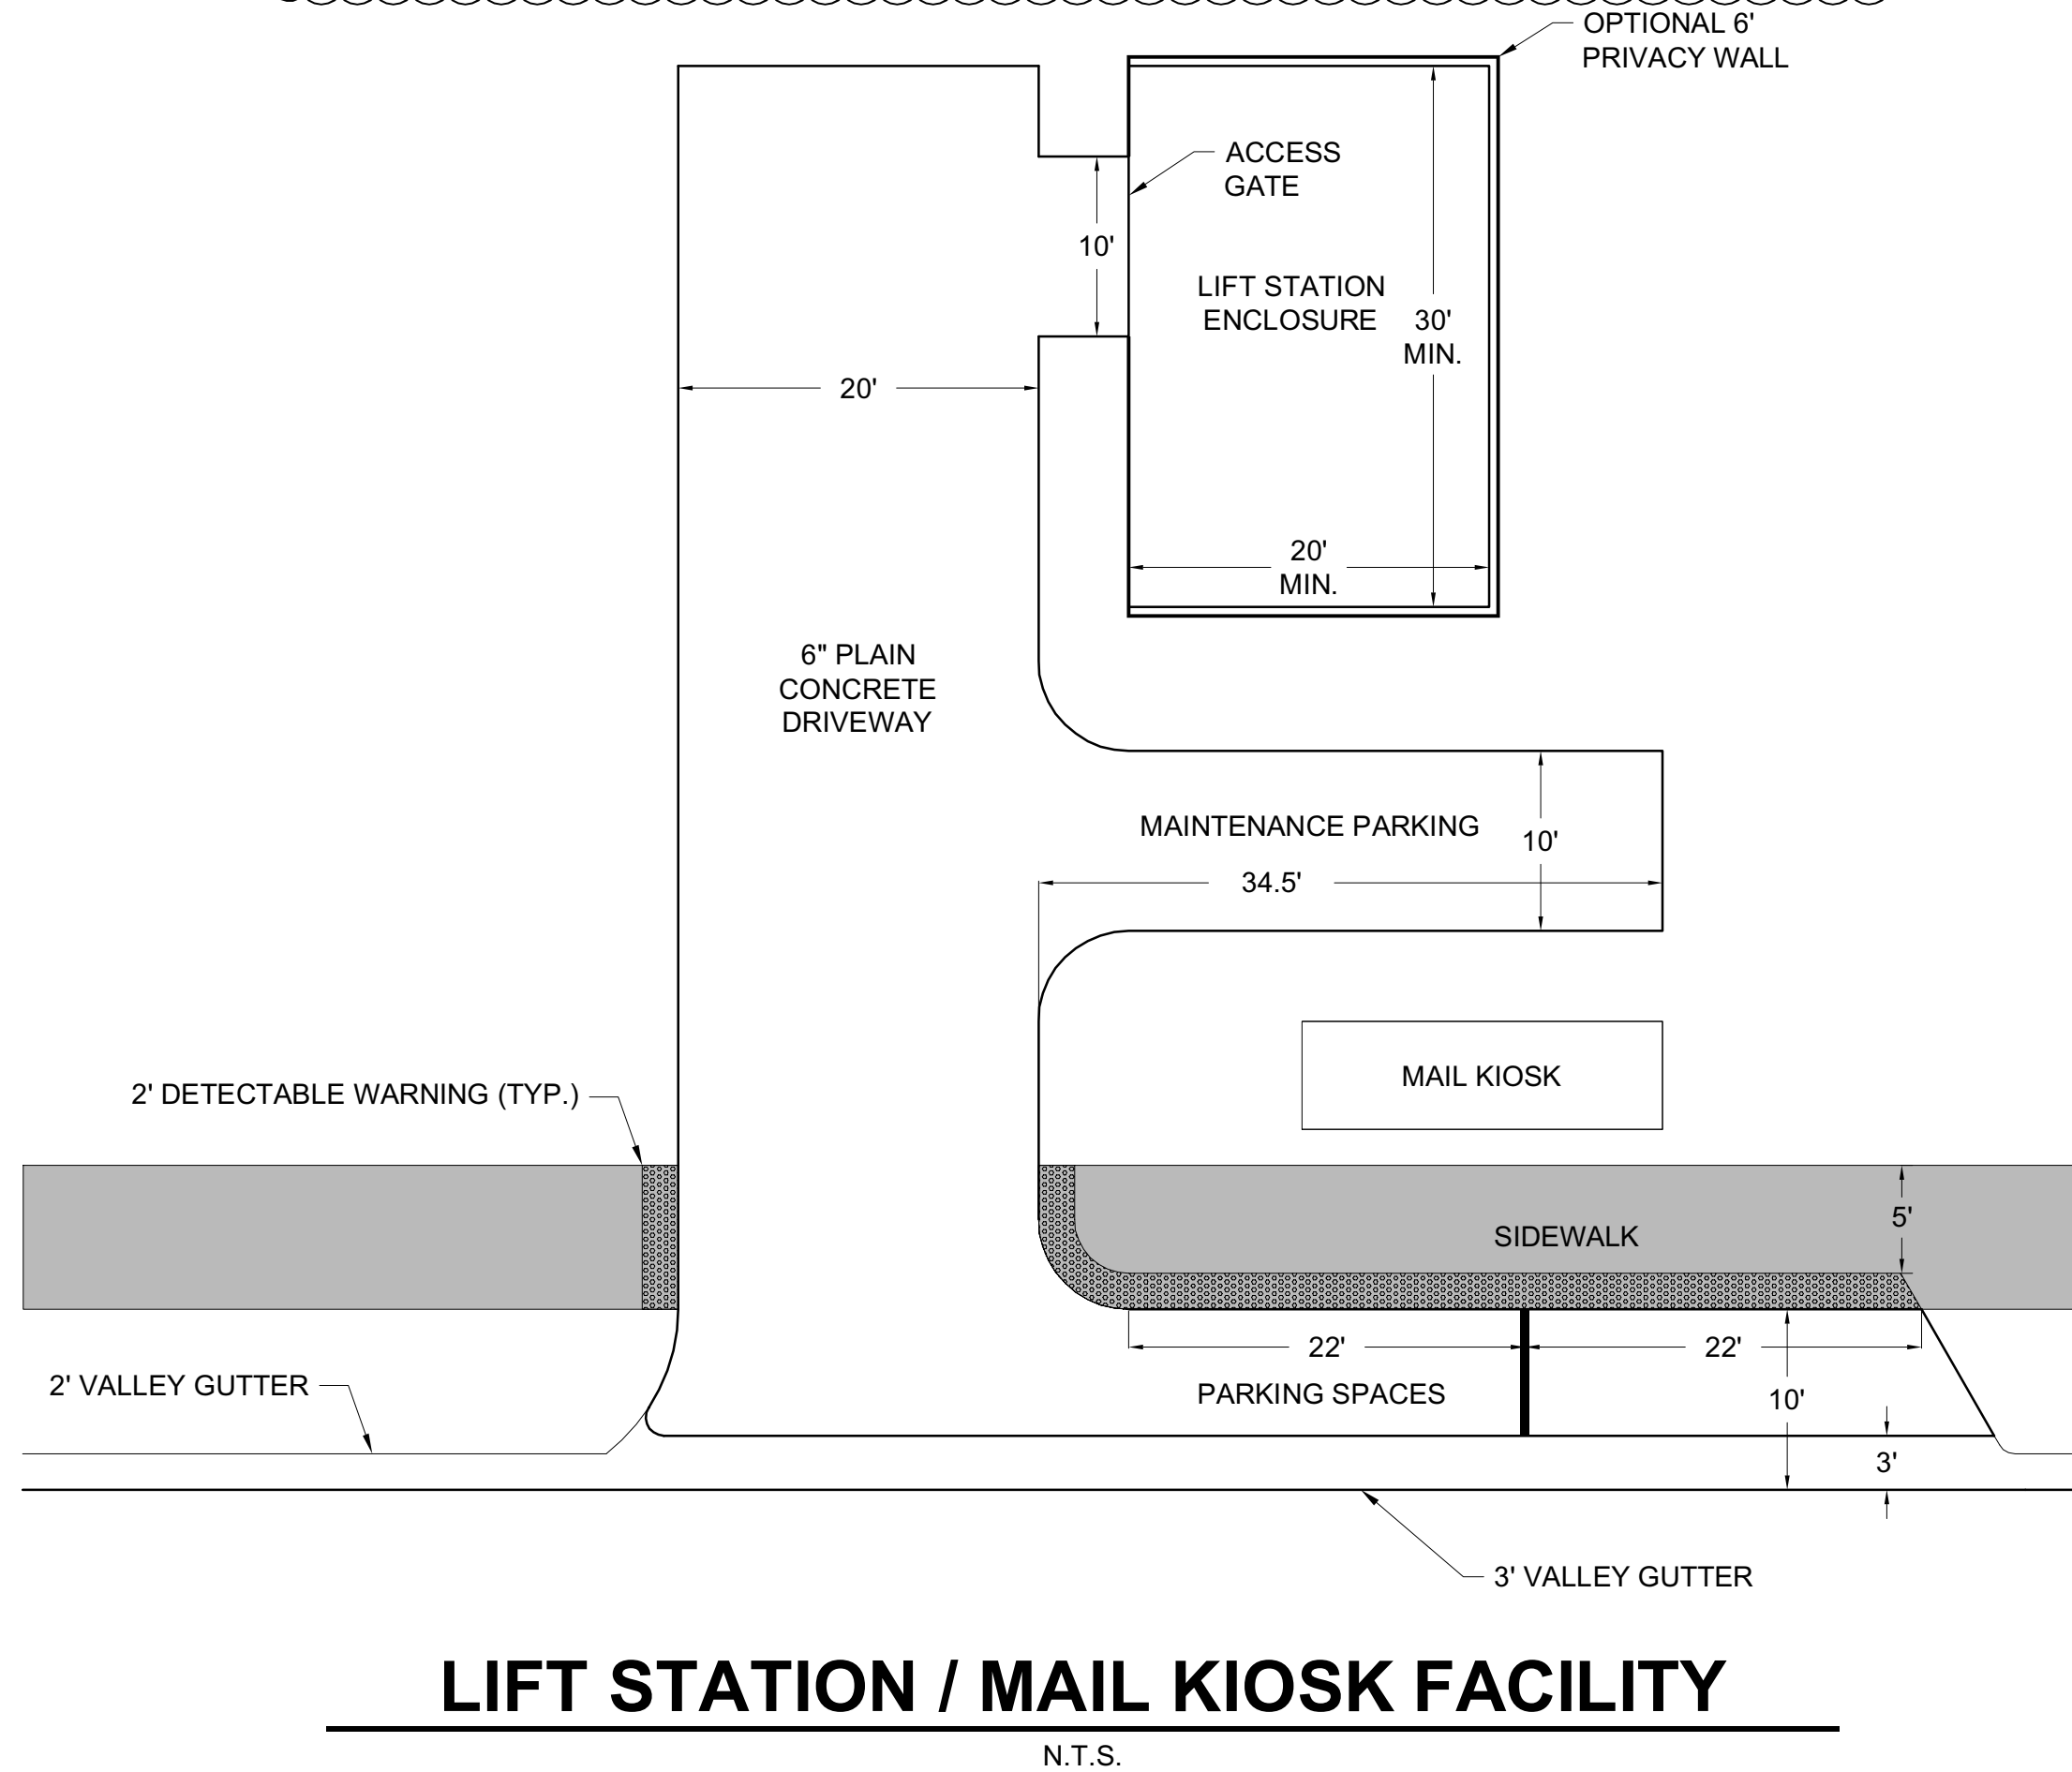 OPTIONAL 6'
PRIVACY WALL
ACCESS
GATE
10'
LIFT STATION
ENCLOSURE
30'
MIN.
20'
20'
MIN.
6" PLAIN
CONCRETE
DRIVEWAY
MAINTENANCE PARKING
10'
34.5'
MAIL KIOSK
2' DETECTABLE WARNING (TYP.)
5'
SIDEWALK
22'
22'
2' VALLEY GUTTER
PARKING SPACES
10'
3'
3' VALLEY GUTTER
LIFT STATION / MAIL KIOSK FACILITY
N.T.S.